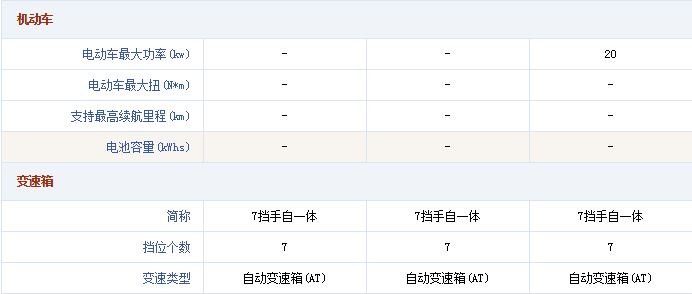 机动车
电动车最大功率(kw) - - 20
电动车最大扭(N*m) - - -
支持最高续航里程(km) - - -
电池容量(kWhs) - - -
变速箱
简称 7挡手自一体 7挡手自一体 7挡手自一体
挡位个数 7 7 7
变速类型 自动变速箱(AT) 自动变速箱(AT) 自动变速箱(AT)